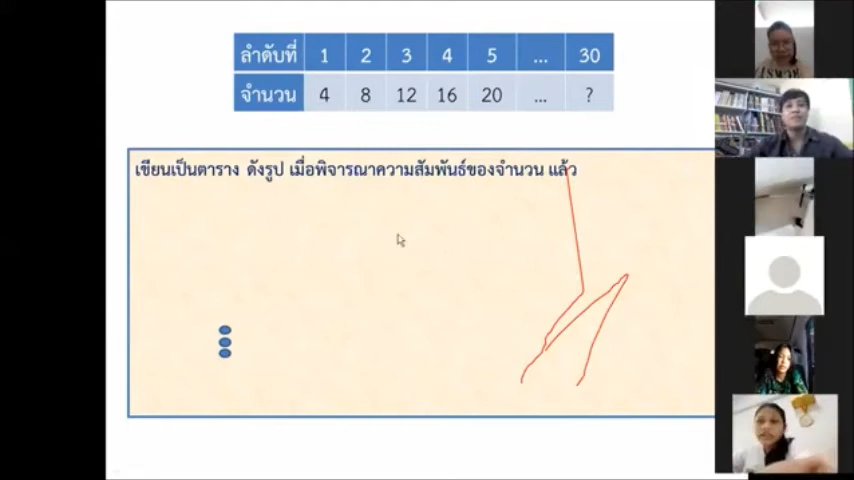 ลำดับที่ 1 2 3 4 5 ... 30
จำนวน 4 8 12 16 20 ... ?
เขียนเป็นตาราง ดังรูป เมื่อพิจารณาความสัมพันธ์ของจำนวน แล้ว